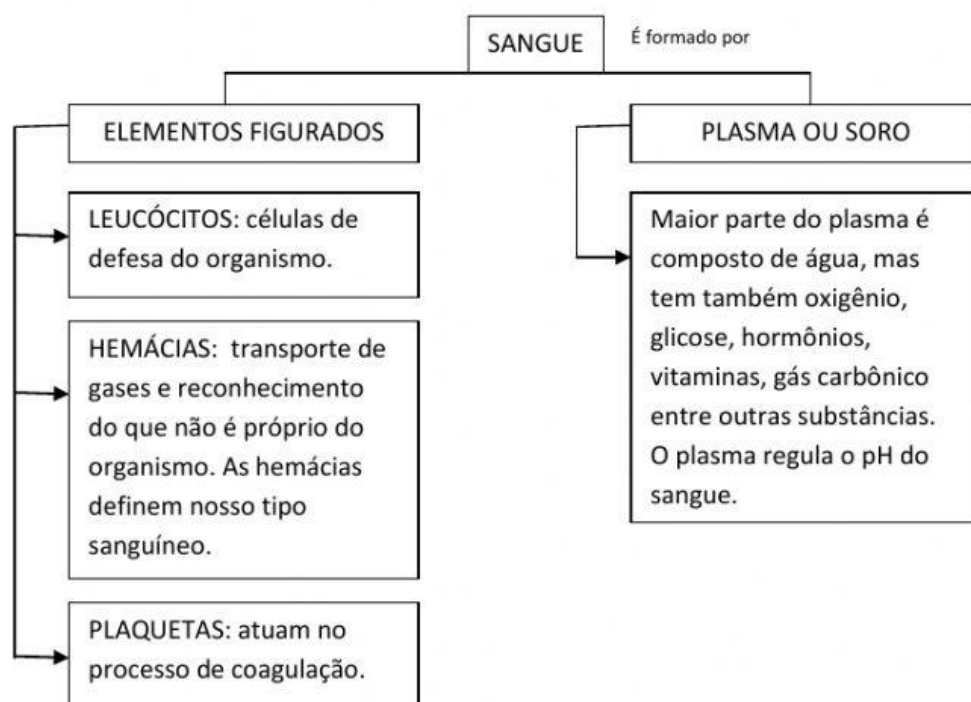 SANGUE
É formado por
ELEMENTOS FIGURADOS
LEUCÓCITOS: células de
defesa do organismo.
HEMÁCIAS: transporte de
gases e reconhecimento
do que não é próprio do
organismo. As hemácias
definem nosso tipo
sanguíneo.
PLAQUETAS: atuam no
processo de coagulação.
PLASMA OU SORO
Maior parte do plasma é
composto de água, mas
tem também oxigênio,
glicose, hormônios,
vitaminas, gás carbônico
entre outras substâncias.
O plasma regula o pH do
sangue.